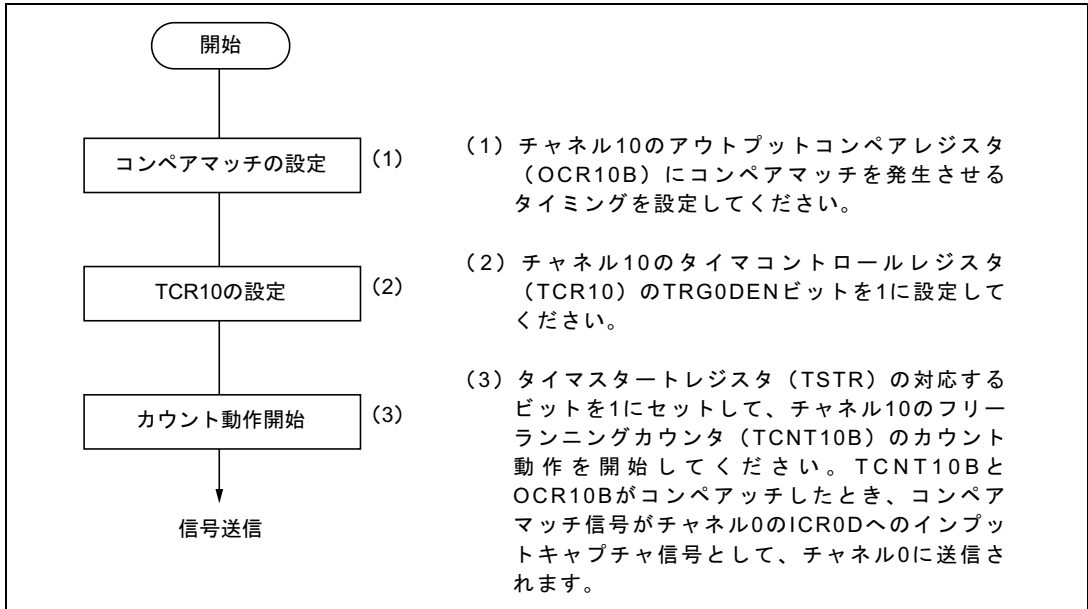 開始
コンペアマッチの設定
(1)
TCR10の設定
(2)
カウント動作開始
(3)
信号送信
(1) チャネル10のアウトプットコンペアレジスタ
(OCR10B)にコンペアマッチを発生させる
タイミングを設定してください。
(2) チャネル10のタイマコントロールレジスタ
(TCR10)のTRG0DENビットを1に設定して
ください。
(3) タイマスタートレジスタ(TSTR)の対応する
ビットを1にセットして、チャネル10のフリー
ランニングカウンタ(TCNT10B)のカウント
動作を開始してください。TCNT10Bと
OCR10Bがコンペアッチしたとき、コンペア
マッチ信号がチャネル0のICR0Dへのインプッ
トキャプチャ信号として、チャネル0に送信さ
れます。